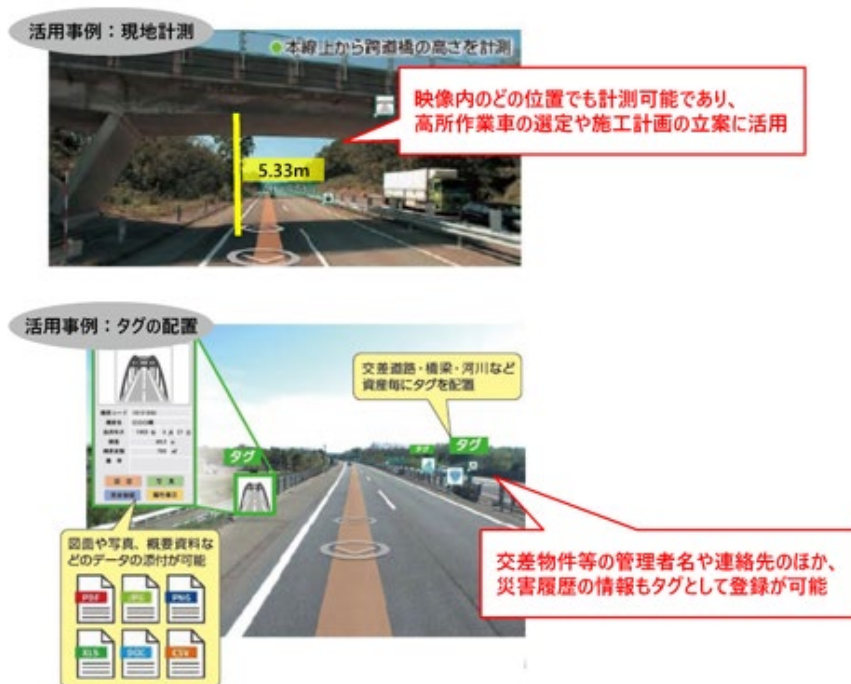 活用事例：現地計測
●本線上から跨道橋の高さを計測
映像内のどの位置でも計測可能であり、
高所作業車の選定や施工計画の立案に活用
5.33m
活用事例：タグの配置
交差道路・橋梁・河川など
資産毎にタグを配置
タグ
タグ
タグ
図面や写真、概要資料な
どのデータの添付が可能
PDF
JPG
PNG
XLS
DOC
CSV
交差物件等の管理者名や連絡先のほか、
災害履歴の情報もタグとして登録が可能